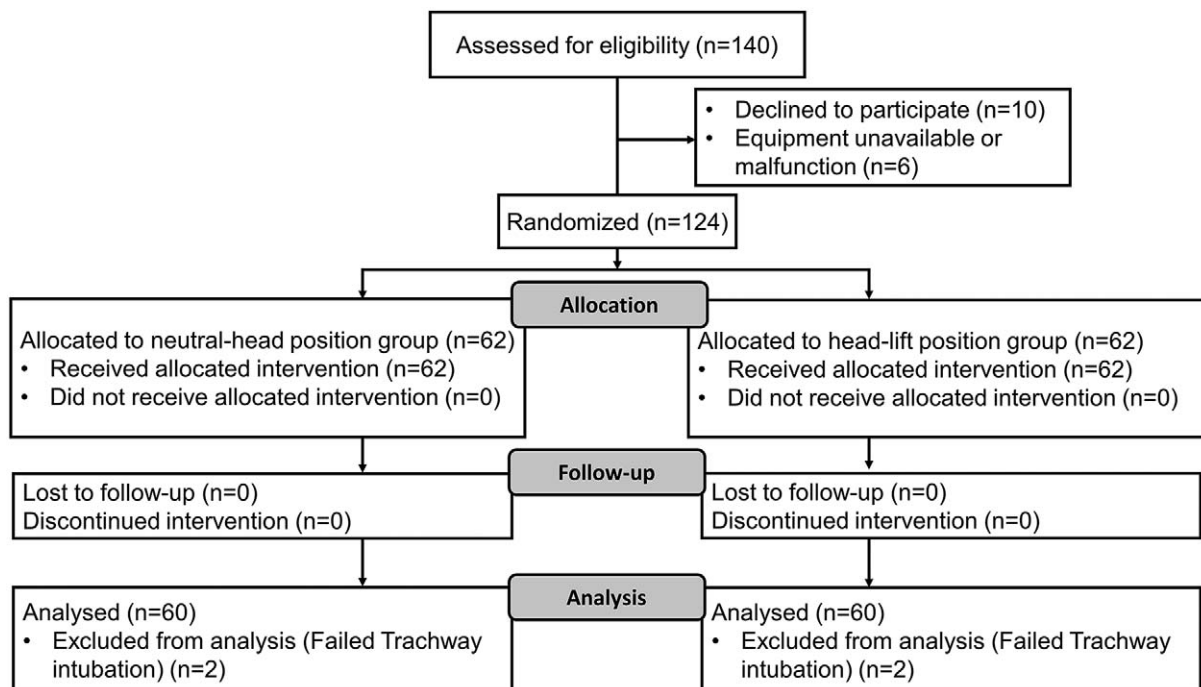 Assessed for eligibility (n=140)
• Declined to participate (n=10)
• Equipment unavailable or
malfunction (n=6)
Randomized (n=124)
Allocation
Allocated to neutral-head position group (n=62)
• Received allocated intervention (n=62)
• Did not receive allocated intervention (n=0)
Allocated to head-lift position group (n=62)
• Received allocated intervention (n=62)
• Did not receive allocated intervention (n=0)
Follow-up
Lost to follow-up (n=0)
Discontinued intervention (n=0)
Lost to follow-up (n=0)
Discontinued intervention (n=0)
Analysis
Analysed (n=60)
• Excluded from analysis (Failed Trachway
intubation) (n=2)
Analysed (n=60)
• Excluded from analysis (Failed Trachway
intubation) (n=2)